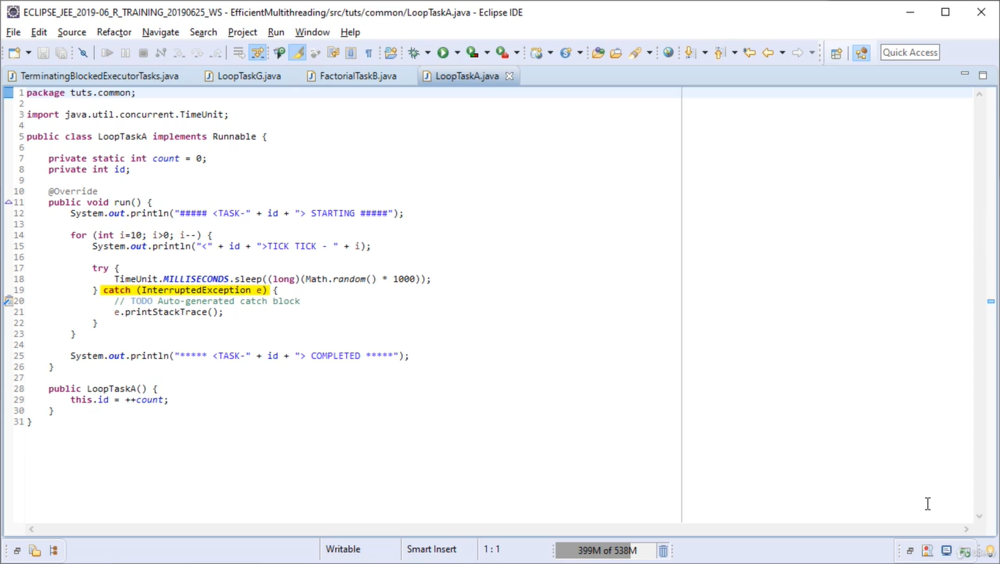 ECLIPSE_JEE_2019-06_R_TRAINING_20190625_WS - EfficientMultithreading/src/tuts/common/LoopTaskA.java - Eclipse IDE
File Edit Source Refactor Navigate Search Project Run Window Help
Quick Access
TerminatingBlockedExecutorTasks.java LoopTaskG.java FactorialTaskB.java LoopTaskA.java
1 package tuts.common;
2
3 import java.util.concurrent.TimeUnit;
4
5 public class LoopTaskA implements Runnable {
6
7     private static int count = 0;
8     private int id;
9
10     @Override
11     public void run() {
12         System.out.println("##### <TASK-" + id + "> STARTING #####");
13
14         for (int i=10; i>0; i--) {
15             System.out.println("<" + id + ">TICK TICK - " + i);
16
17             try {
18                 TimeUnit.MILLISECONDS.sleep((long)(Math.random() * 1000));
19             } catch (InterruptedException e) {
20                 // TODO Auto-generated catch block
21                 e.printStackTrace();
22             }
23         }
24
25         System.out.println("***** <TASK-" + id + "> COMPLETED *****");
26     }
27
28     public LoopTaskA() {
29         this.id = ++count;
30     }
31 }
Writable Smart Insert 1 : 1 399M of 538M